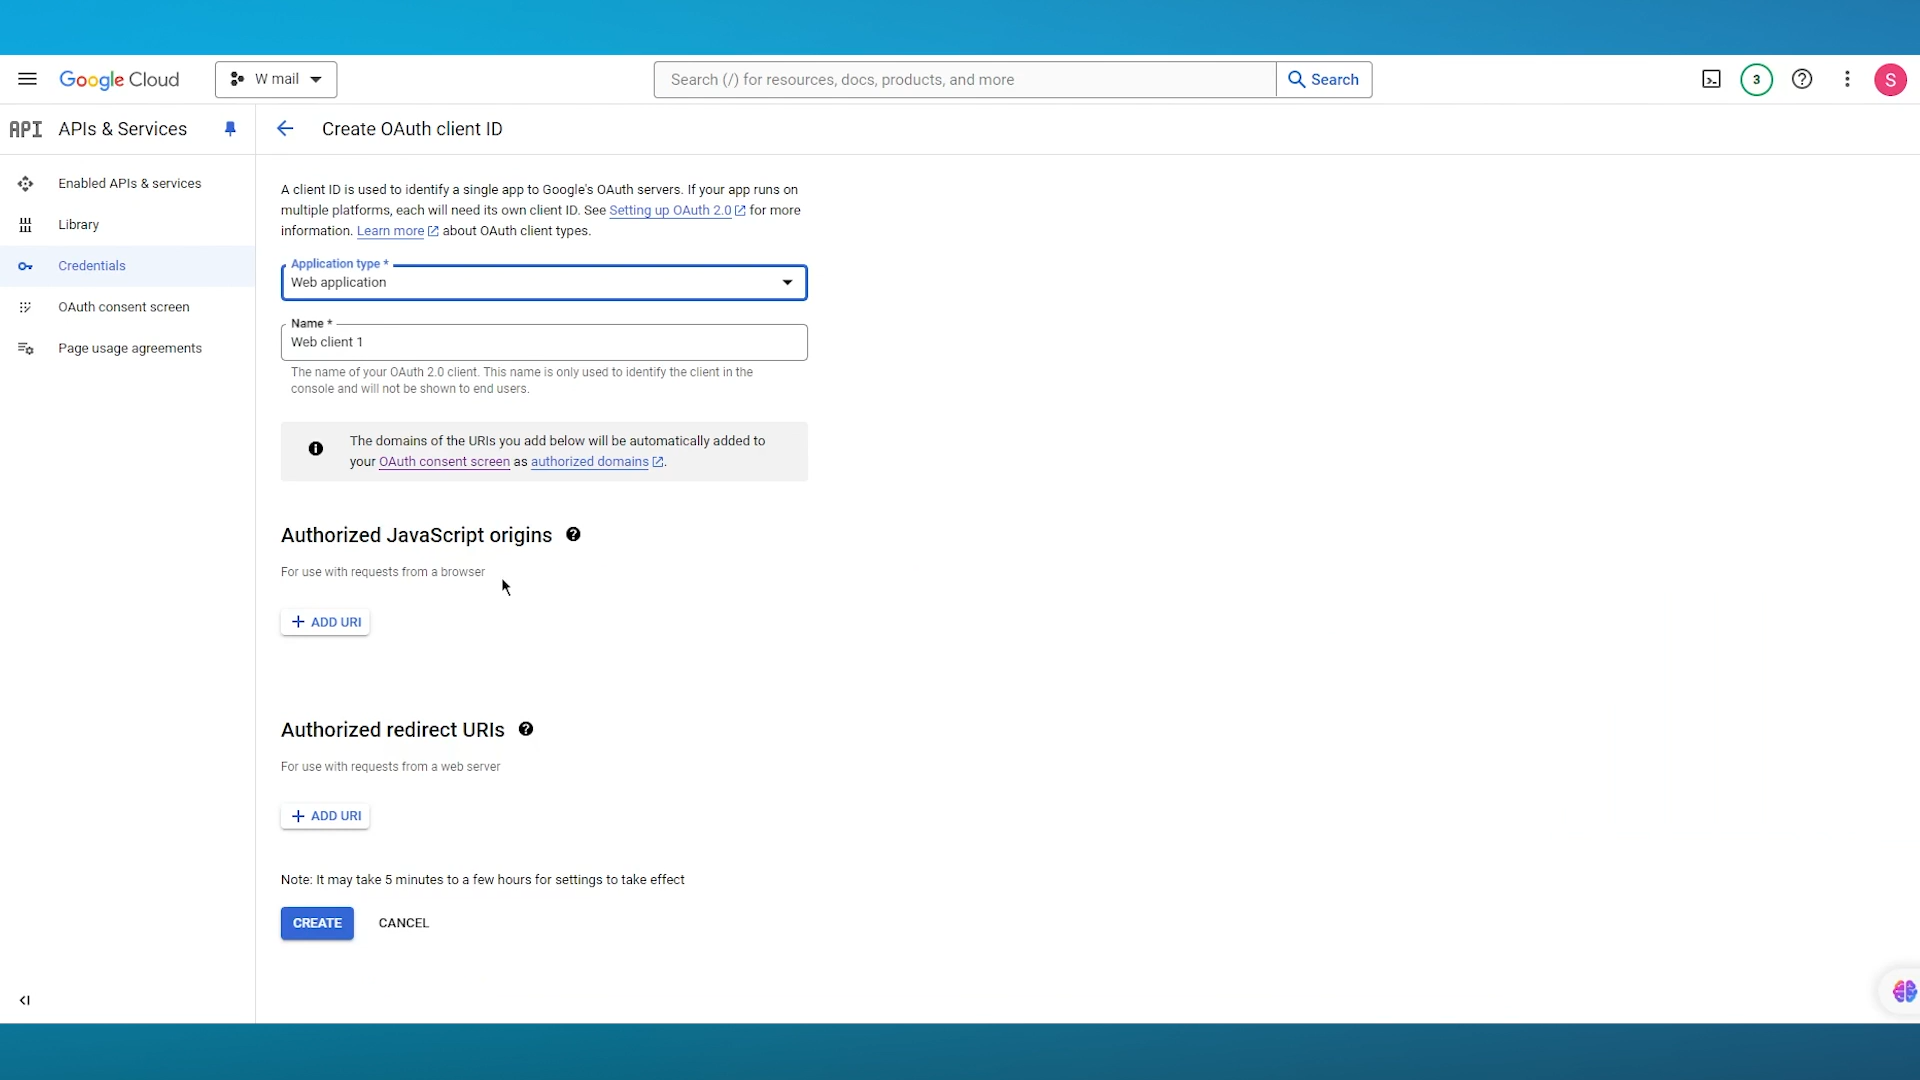 Google Cloud
W mail
Search (/) for resources, docs, products, and more
Search
3
S
API APIs & Services
Create OAuth client ID
Enabled APIs & services
Library
Credentials
OAuth consent screen
Page usage agreements
A client ID is used to identify a single app to Google's OAuth servers. If your app runs on
multiple platforms, each will need its own client ID. See Setting up OAuth 2.0 for more
information. Learn more about OAuth client types.
Application type *
Web application
Name *
Web client 1
The name of your OAuth 2.0 client. This name is only used to identify the client in the
console and will not be shown to end users.
The domains of the URIs you add below will be automatically added to
your OAuth consent screen as authorized domains.
Authorized JavaScript origins
For use with requests from a browser
+ ADD URI
Authorized redirect URIs
For use with requests from a web server
+ ADD URI
Note: It may take 5 minutes to a few hours for settings to take effect
CREATE
CANCEL